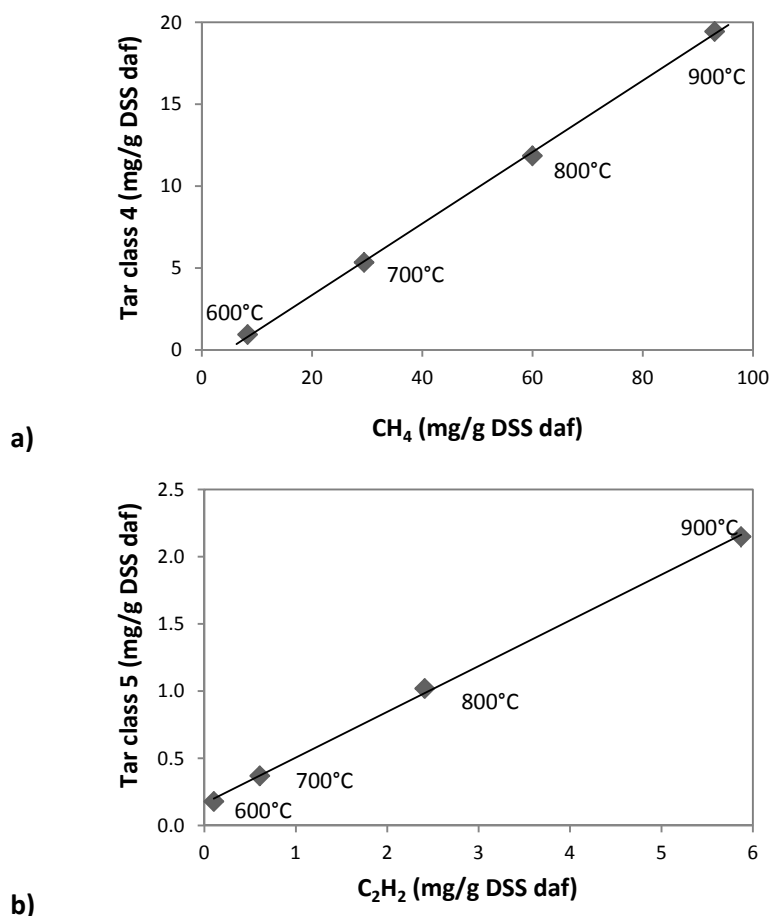 20
15
10
5
0
Tar class 4 (mg/g DSS daf)
900°C
800°C
700°C
600°C
0 20 40 60 80 100
CH₄ (mg/g DSS daf)
a)
2.5
2.0
1.5
1.0
0.5
0.0
Tar class 5 (mg/g DSS daf)
900°C
800°C
700°C
600°C
0 1 2 3 4 5 6
C₂H₂ (mg/g DSS daf)
b)